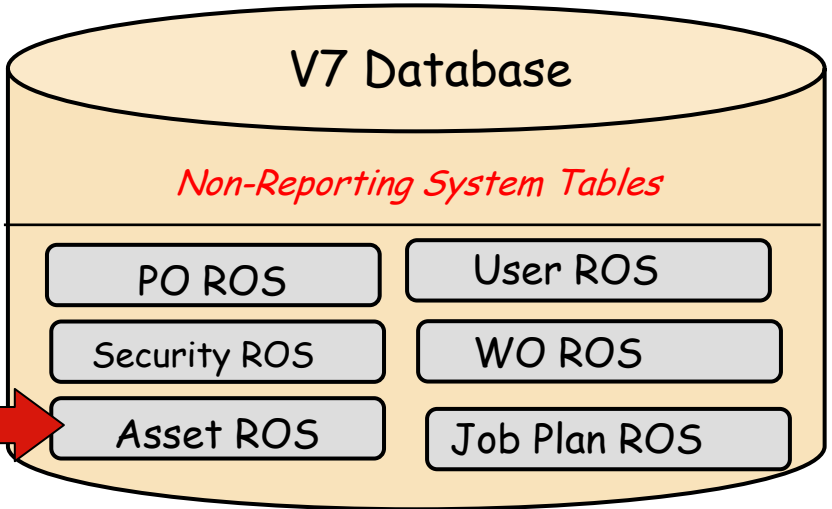 V7 Database
Non-Reporting System Tables
PO ROS
User ROS
Security ROS
WO ROS
Asset ROS
Job Plan ROS